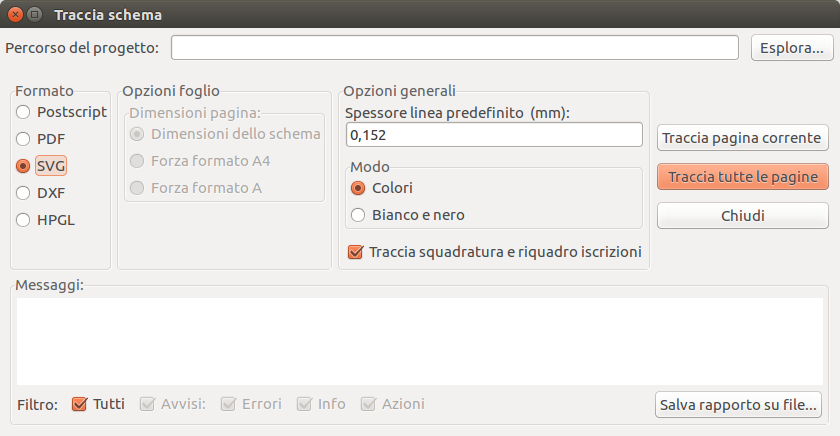 Traccia schema
Percorso del progetto:
Esplora...
Formato
Postscript
PDF
SVG
DXF
HPGL
Opzioni foglio
Dimensioni pagina:
Dimensioni dello schema
Forza formato A4
Forza formato A
Opzioni generali
Spessore linea predefinito (mm):
0,152
Modo
Colori
Bianco e nero
Traccia squadratura e riquadro iscrizioni
Traccia pagina corrente
Traccia tutte le pagine
Chiudi
Messaggi:
Filtro: Tutti Avvisi: Errori Info Azioni
Salva rapporto su file...